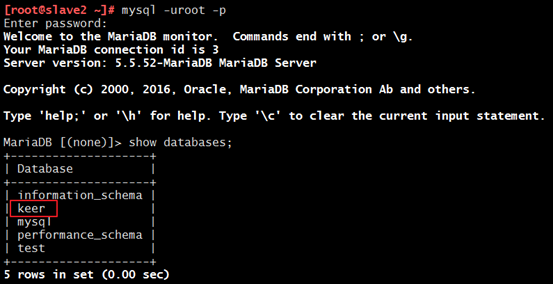 [root@slave2 ~]# mysql -uroot -p
Enter password:
Welcome to the MariaDB monitor.  Commands end with ; or \g.
Your MariaDB connection id is 3
Server version: 5.5.52-MariaDB MariaDB Server

Copyright (c) 2000, 2016, Oracle, MariaDB Corporation Ab and others.

Type 'help;' or '\h' for help. Type '\c' to clear the current input statement.

MariaDB [(none)]> show databases;
+--------------------+
| Database           |
+--------------------+
| information_schema |
| keer               |
| mysql              |
| performance_schema |
| test               |
+--------------------+
5 rows in set (0.00 sec)